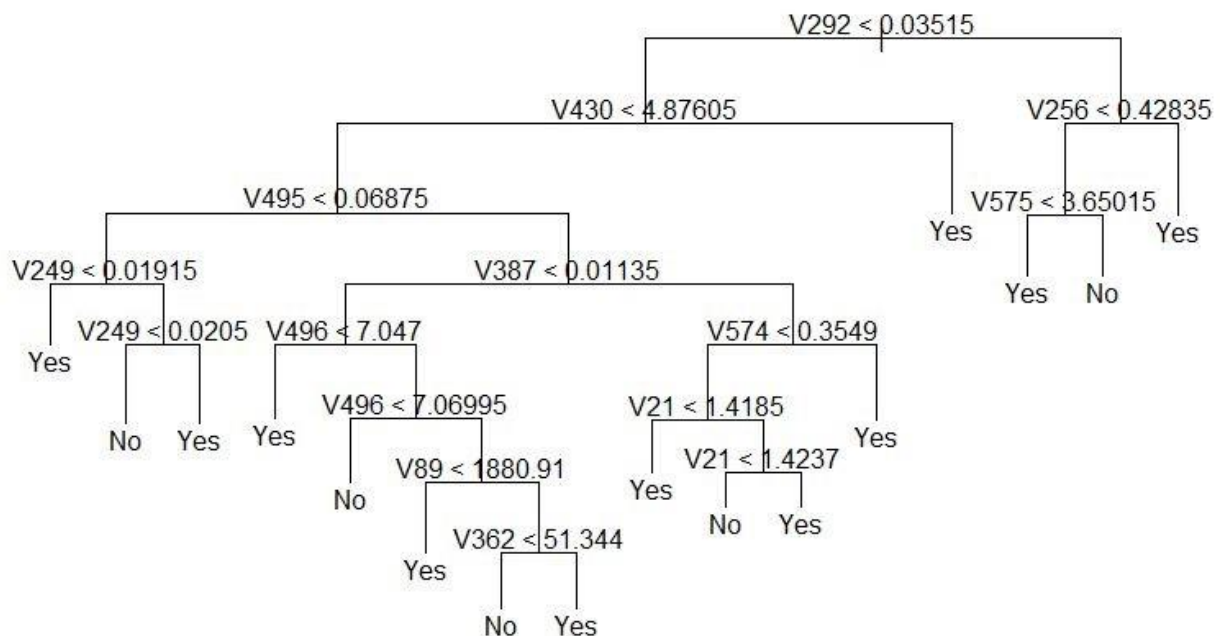 V292 < 0.03515
V430 < 4.87605
V256 < 0.42835
V495 < 0.06875
V575 < 3.65015
Yes
Yes
V249 < 0.01915
V387 < 0.01135
Yes
No
V249 < 0.0205
V496 < 7.047
V574 < 0.3549
Yes
V496 < 7.06995
V21 < 1.4185
No
Yes
Yes
Yes
V89 < 1880.91
V21 < 1.4237
No
Yes
No
Yes
V362 < 51.344
Yes
No
Yes